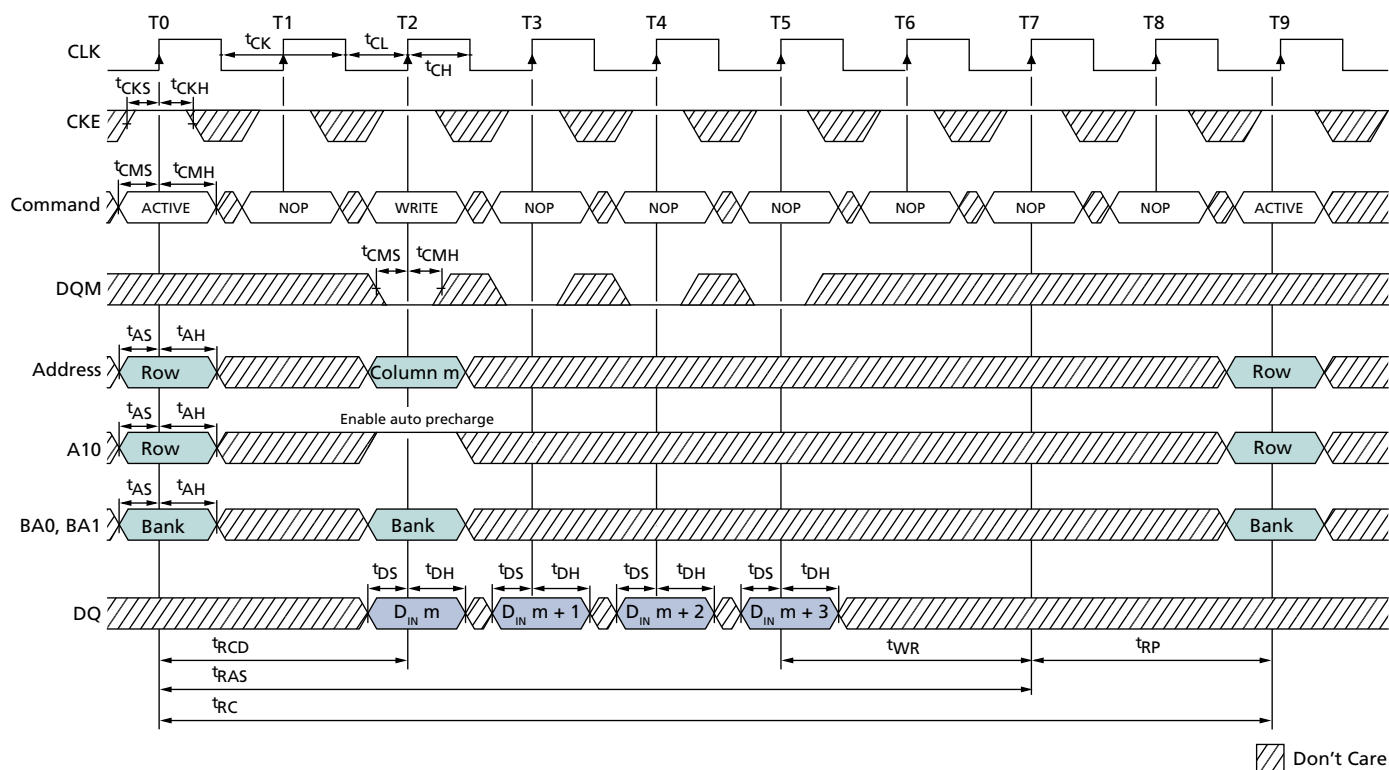 T0 T1 T2 T3 T4 T5 T6 T7 T8 T9
CLK tCK tCL tCH
tCKS tCKH
CKE
tCMS tCMH
Command ACTIVE NOP WRITE NOP NOP NOP NOP NOP NOP ACTIVE
tCMS tCMH
DQM
tAS tAH
Address Row Column m Row
tAS tAH Enable auto precharge
A10 Row Row
tAS tAH
BA0, BA1 Bank Bank Bank
tDS tDH tDS tDH tDS tDH tDS tDH
DQ DIN m DIN m + 1 DIN m + 2 DIN m + 3
tRCD tWR tRP
tRAS
tRC
Don't Care